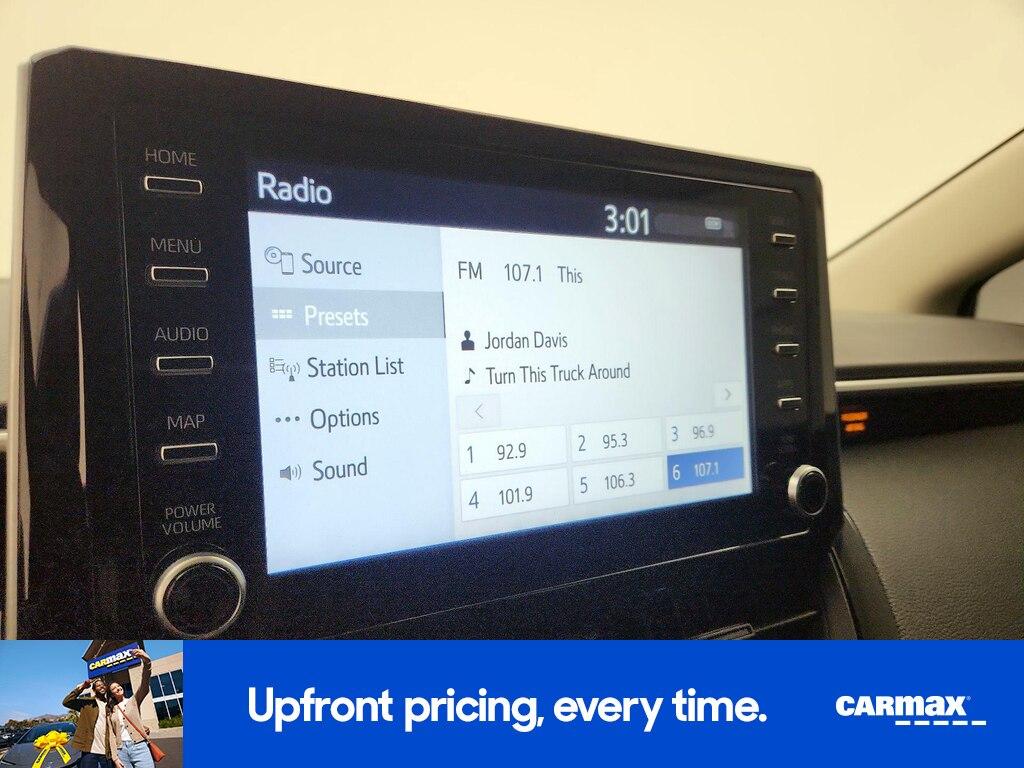 HOME
MENU
AUDIO
MAP
POWER
VOLUME
Radio
3:01
Source
Presets
Station List
Options
Sound
FM 107.1 This
Jordan Davis
Turn This Truck Around
1 92.9
2 95.3
3 96.9
4 101.9
5 106.3
6 107.1
CARMAX
Upfront pricing, every time.
CARMAX